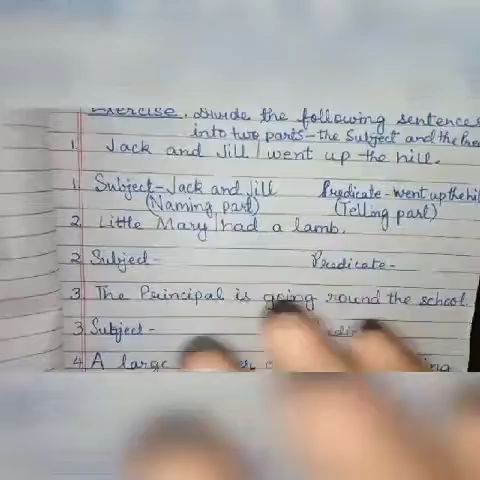 Exercise. Divide the following sentences
into two parts - the Subject and the Pre
1. Jack and Jill / went up the hill.
1. Subject - Jack and Jill Predicate - went up the hil
(Naming part) (Telling part)
2. Little Mary / had a lamb.
2. Subject - Predicate -
3. The Principal is going round the school.
3. Subject -
4. A large